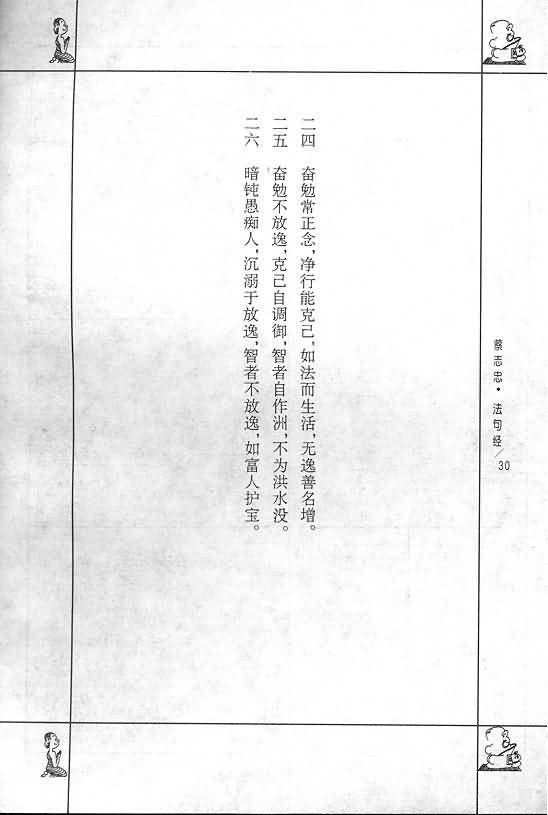 二四 奋勉常正念，净行能克己，如法而生活，无逸善名增。
二五 奋勉不放逸，克己自调御，智者自作洲，不为洪水没。
二六 暗钝愚痴人，沉溺于放逸，智者不放逸，如富人护宝。
蔡志忠·法句经/30